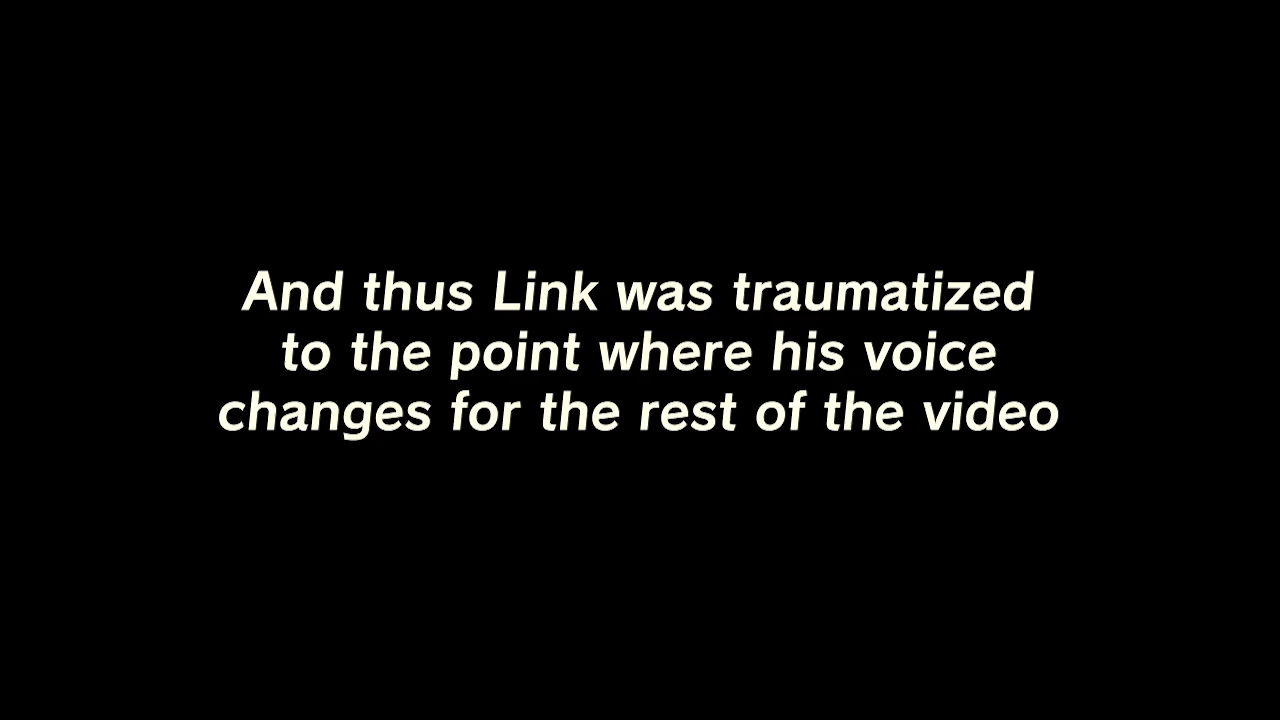 And thus Link was traumatized
to the point where his voice
changes for the rest of the video